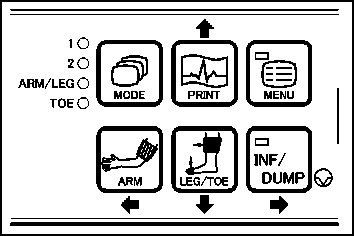 1
2
ARM/LEG
TOE
MODE
PRINT
MENU
ARM
LEG/TOE
INF/
DUMP